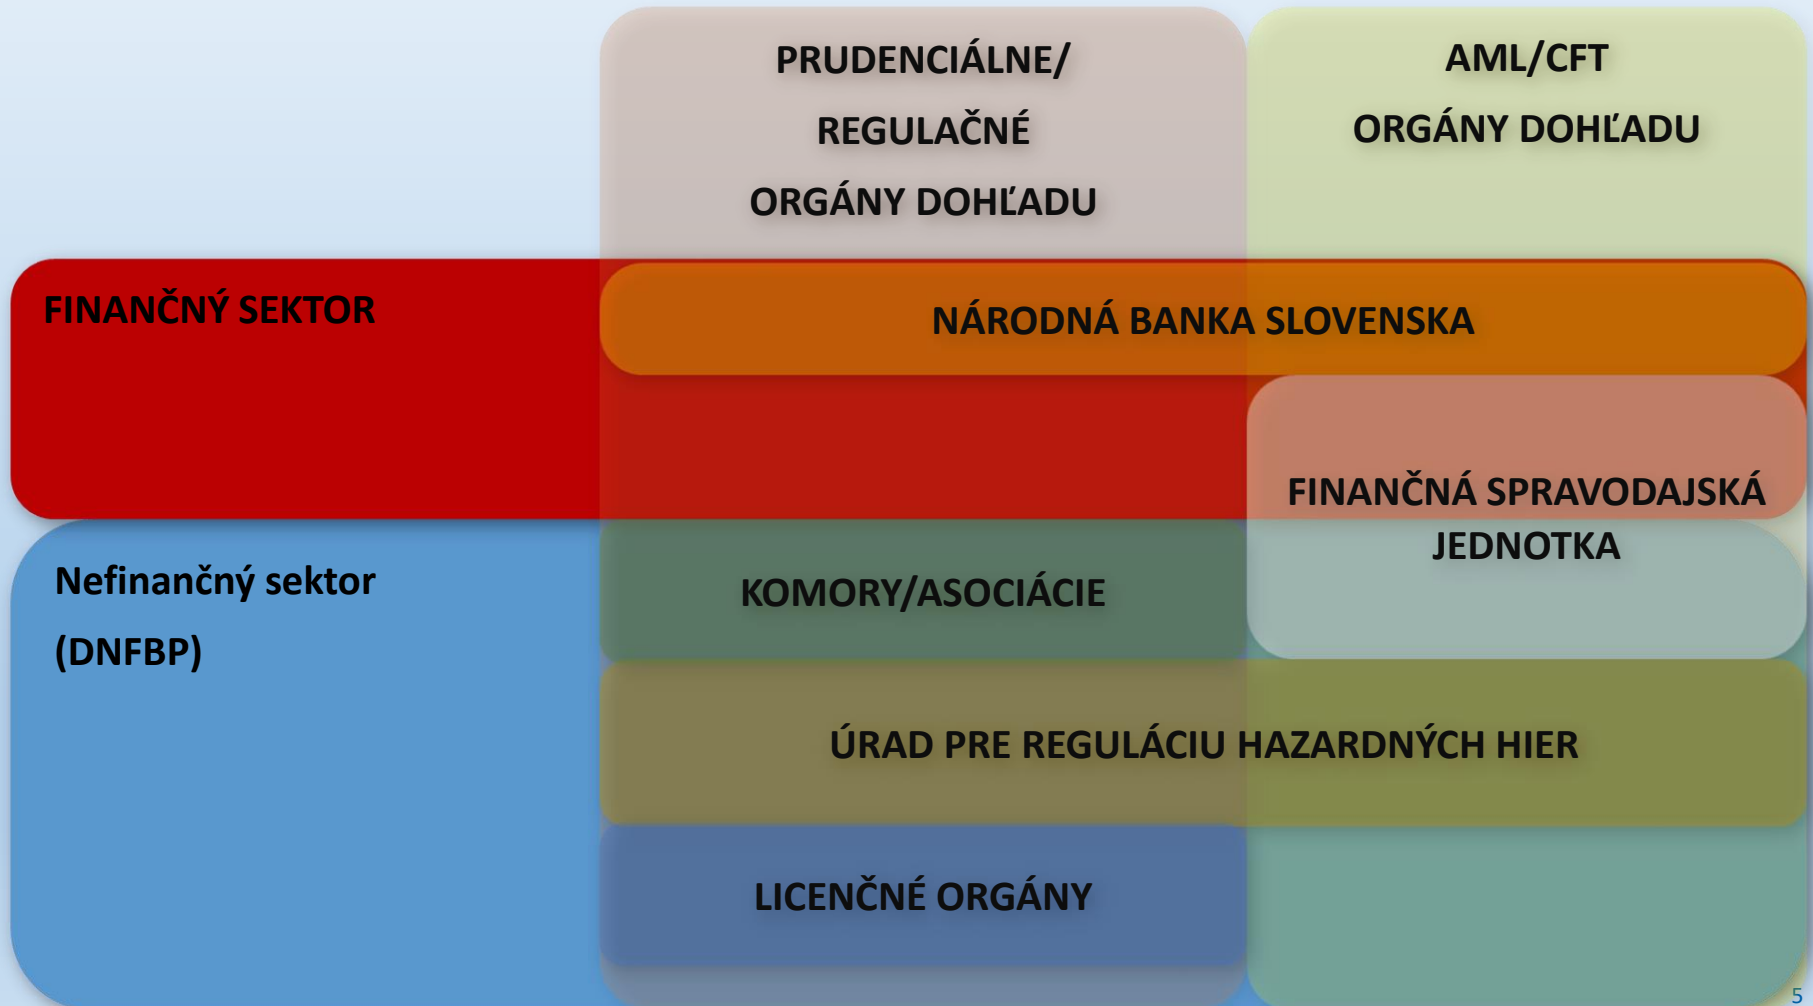 PRUDENCIÁLNE/
REGULAČNÉ
ORGÁNY DOHĽADU
AML/CFT
ORGÁNY DOHĽADU
FINANČNÝ SEKTOR
NÁRODNÁ BANKA SLOVENSKA
FINANČNÁ SPRAVODAJSKÁ
JEDNOTKA
Nefinančný sektor
(DNFBP)
KOMORY/ASOCIÁCIE
ÚRAD PRE REGULÁCIU HAZARDNÝCH HIER
LICENČNÉ ORGÁNY
5